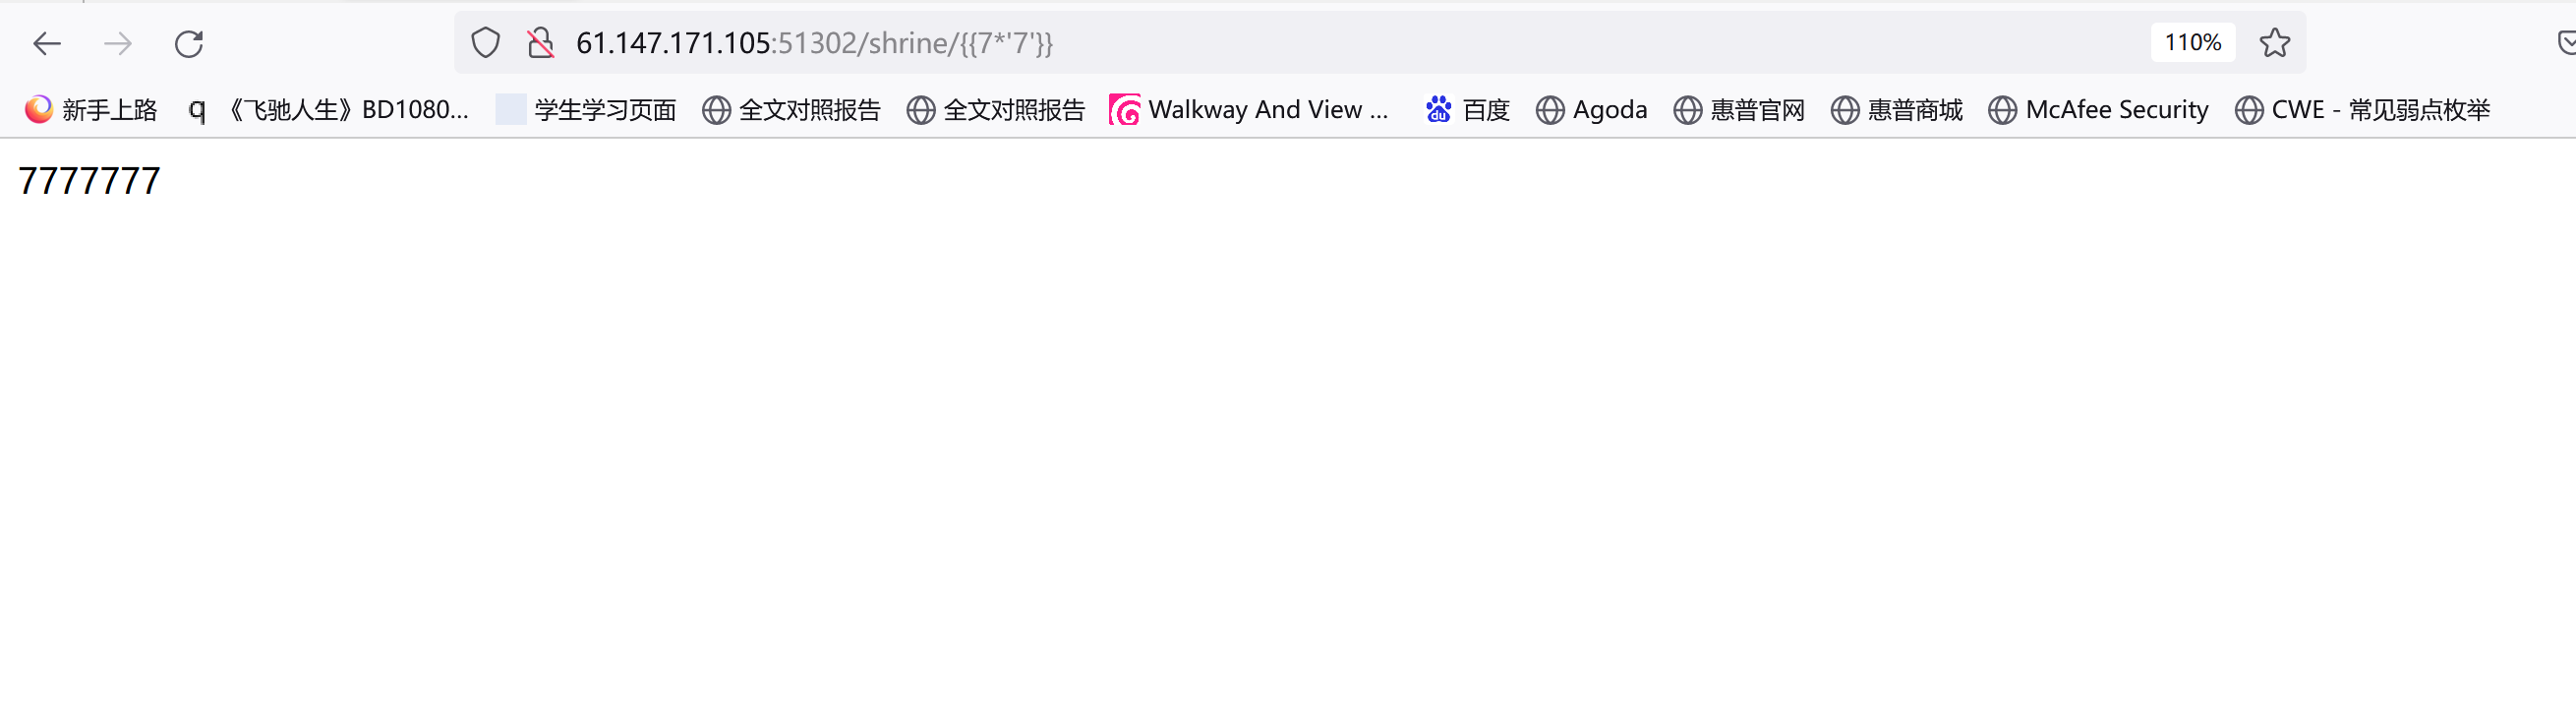 61.147.171.105:51302/shrine/{{7*'7'}} 110%
新手上路 《飞驰人生》BD1080... 学生学习页面 全文对照报告 全文对照报告 Walkway And View ... du 百度 Agoda 惠普官网 惠普商城 McAfee Security CWE - 常见弱点枚举
7777777